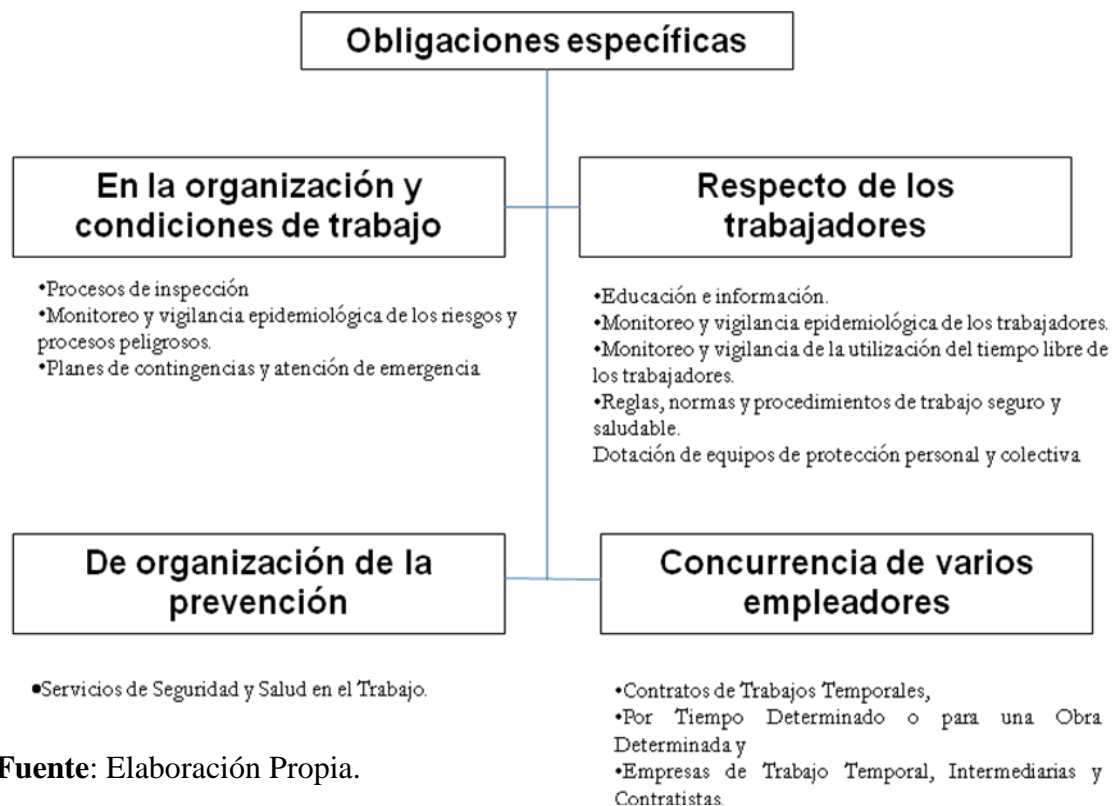 Obligaciones específicas
En la organización y
condiciones de trabajo
•Procesos de inspección
•Monitoreo y vigilancia epidemiológica de los riesgos y
procesos peligrosos.
•Planes de contingencias y atención de emergencia
Respecto de los
trabajadores
•Educación e información.
•Monitoreo y vigilancia epidemiológica de los trabajadores.
•Monitoreo y vigilancia de la utilización del tiempo libre de
los trabajadores.
•Reglas, normas y procedimientos de trabajo seguro y
saludable.
Dotación de equipos de protección personal y colectiva
De organización de la
prevención
•Servicios de Seguridad y Salud en el Trabajo.
Concurrencia de varios
empleadores
•Contratos de Trabajos Temporales,
•Por Tiempo Determinado o para una Obra
Determinada y
•Empresas de Trabajo Temporal, Intermediarias y
Contratistas.
Fuente: Elaboración Propia.